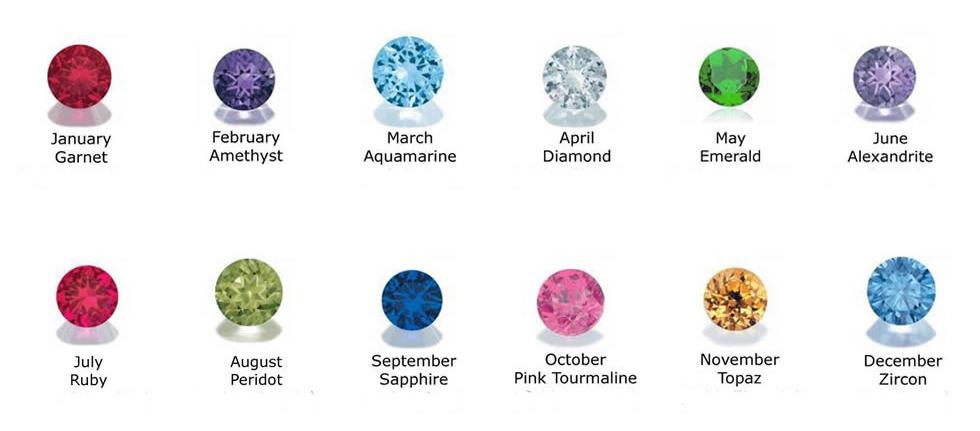 January
Garnet
February
Amethyst
March
Aquamarine
April
Diamond
May
Emerald
June
Alexandrite
July
Ruby
August
Peridot
September
Sapphire
October
Pink Tourmaline
November
Topaz
December
Zircon